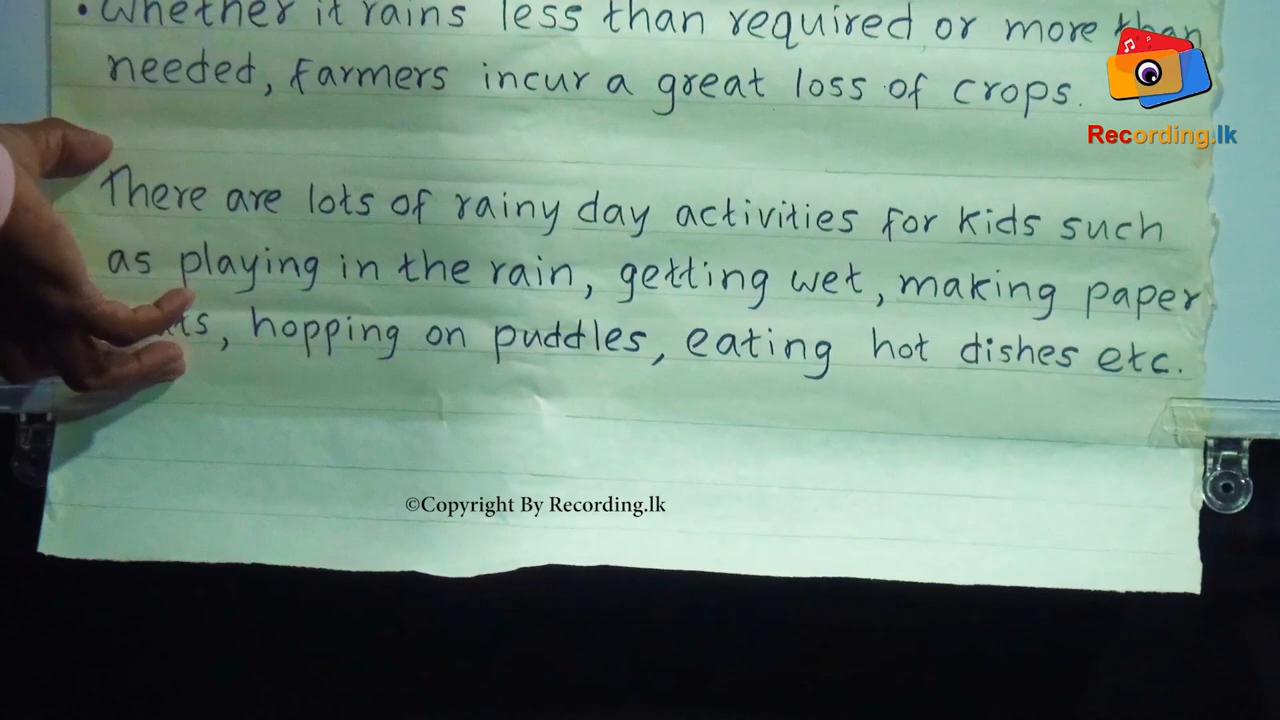 • Whether it rains less than required or more than
needed, Farmers incur a great loss of crops.
Recording.lk
There are lots of rainy day activities for kids such
as playing in the rain, getting wet, making paper
hopping on puddles, eating hot dishes etc.
©Copyright By Recording.lk